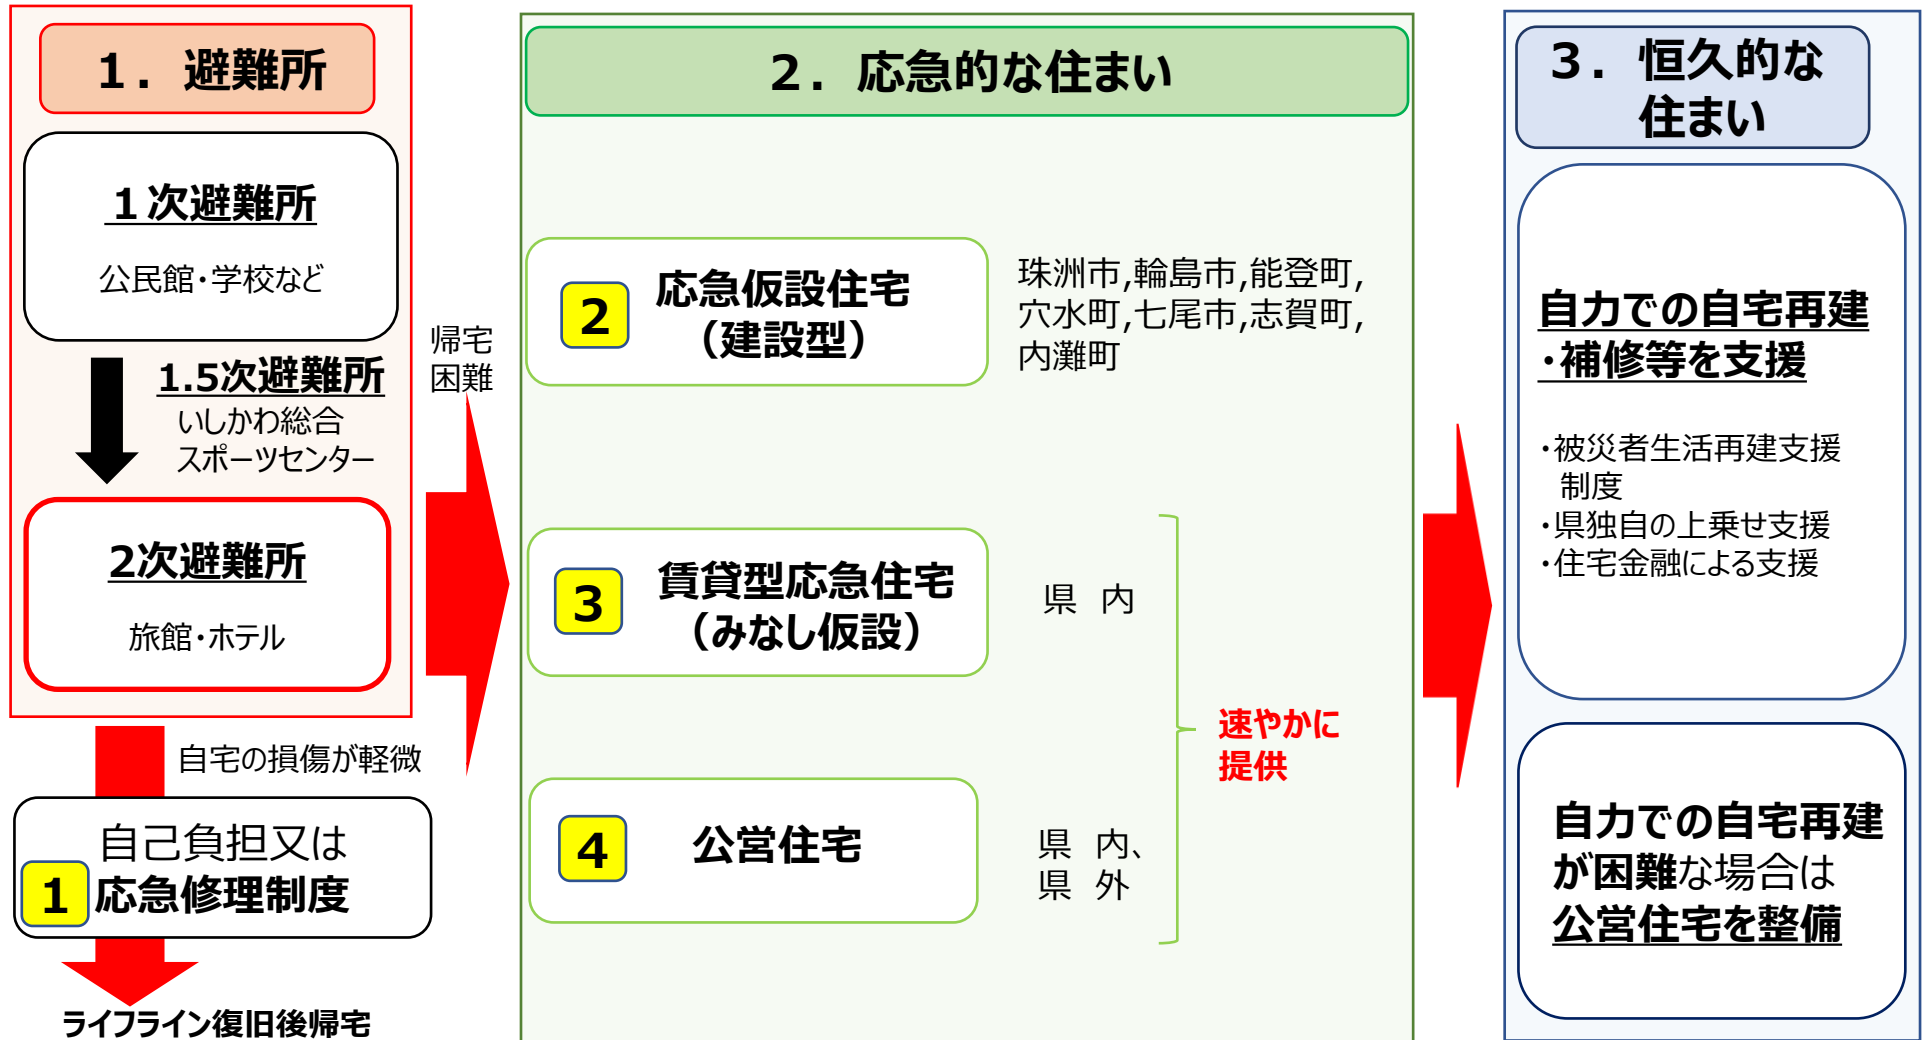 １．避難所
１次避難所
公民館・学校など
1.5次避難所
いしかわ総合
スポーツセンター
2次避難所
旅館・ホテル
自宅の損傷が軽微
自己負担又は
1
応急修理制度
ライフライン復旧後帰宅
帰宅
困難
２．応急的な住まい
2
応急仮設住宅
（建設型）
珠洲市,輪島市,能登町,
穴水町,七尾市,志賀町,
内灘町
3
賃貸型応急住宅
（みなし仮設）
県 内
4
公営住宅
県 内、
県 外
速やかに
提供
３．恒久的な
住まい
自力での自宅再建
・補修等を支援
・被災者生活再建支援
制度
・県独自の上乗せ支援
・住宅金融による支援
自力での自宅再建
が困難な場合は
公営住宅を整備